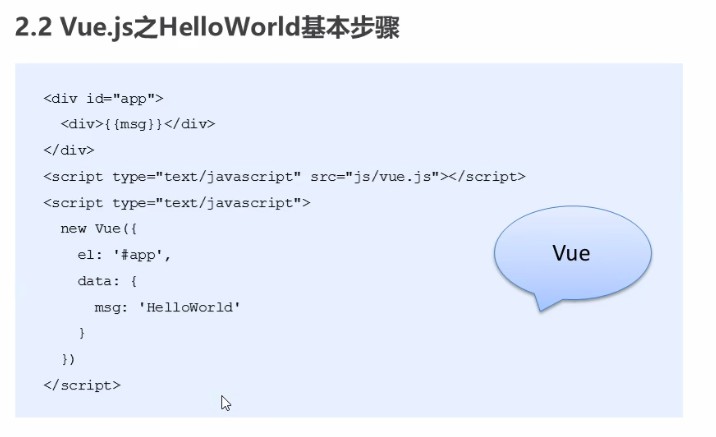 2.2 Vue.js之HelloWorld基本步骤
<div id="app">
  <div>{{msg}}</div>
</div>
<script type="text/javascript" src="js/vue.js"></script>
<script type="text/javascript">
  new Vue({
    el: '#app',
    data: {
      msg: 'HelloWorld'
    }
  })
</script>
Vue